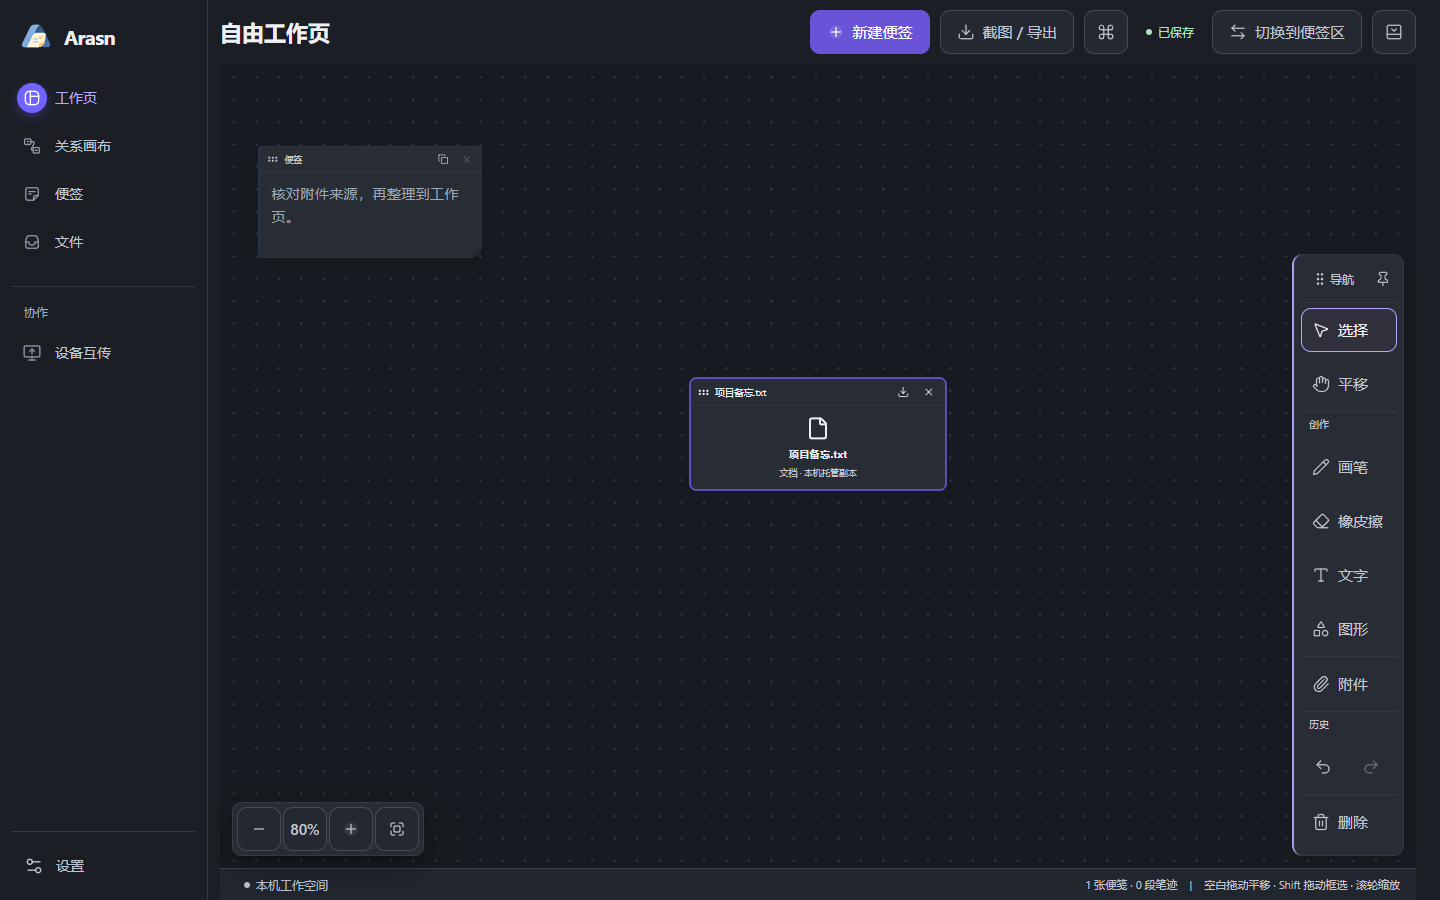 Arasn
工作页
关系画布
便签
文件
协作
设备互传
设置
自由工作页
新建便签
截图 / 导出
已保存
切换到便签区
便签
核对附件来源，再整理到工作
页。
项目备忘.txt
项目备忘.txt
文档 · 本机托管副本
导航
选择
平移
创作
画笔
橡皮擦
文字
图形
附件
历史
删除
80%
本机工作空间
1 张便笺 · 0 段笔迹 | 空白拖动平移 · Shift 拖动框选 · 滚轮缩放